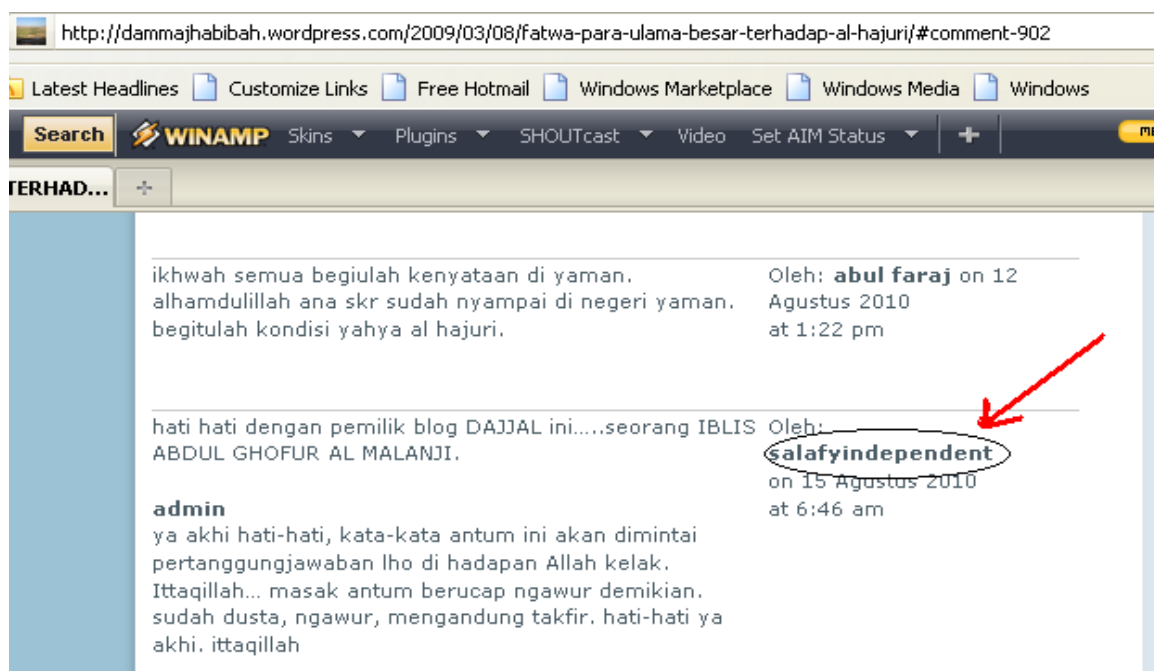 http://dammajhabibah.wordpress.com/2009/03/08/fatwa-para-ulama-besar-terhadap-al-hajuri/#comment-902
Latest Headlines Customize Links Free Hotmail Windows Marketplace Windows Media Windows
Search WINAMP Skins Plugins SHOUTcast Video Set AIM Status
TERHAD...
ikhwah semua begiulah kenyataan di yaman.
alhamdulillah ana skr sudah nyampai di negeri yaman.
begitulah kondisi yahya al hajuri.
Oleh: abul faraj on 12
Agustus 2010
at 1:22 pm
hati hati dengan pemilik blog DAJJAL ini.....seorang IBLIS
ABDUL GHOFUR AL MALANJI.
admin
ya akhi hati-hati, kata-kata antum ini akan dimintai
pertanggungjawaban lho di hadapan Allah kelak.
Ittaqillah... masak antum berucap ngawur demikian.
sudah dusta, ngawur, mengandung takfir. hati-hati ya
akhi. ittaqillah
Oleh:
salafyindependent
on 15 Agustus 2010
at 6:46 am